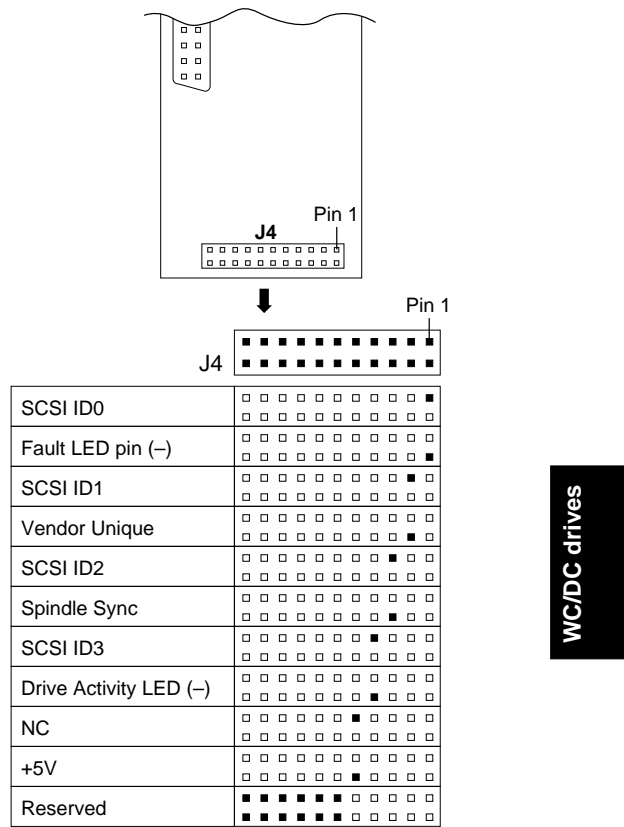 Pin 1
J4
Pin 1
J4
SCSI ID0
Fault LED pin (–)
SCSI ID1
Vendor Unique
SCSI ID2
Spindle Sync
SCSI ID3
Drive Activity LED (–)
NC
+5V
Reserved
WC/DC drives